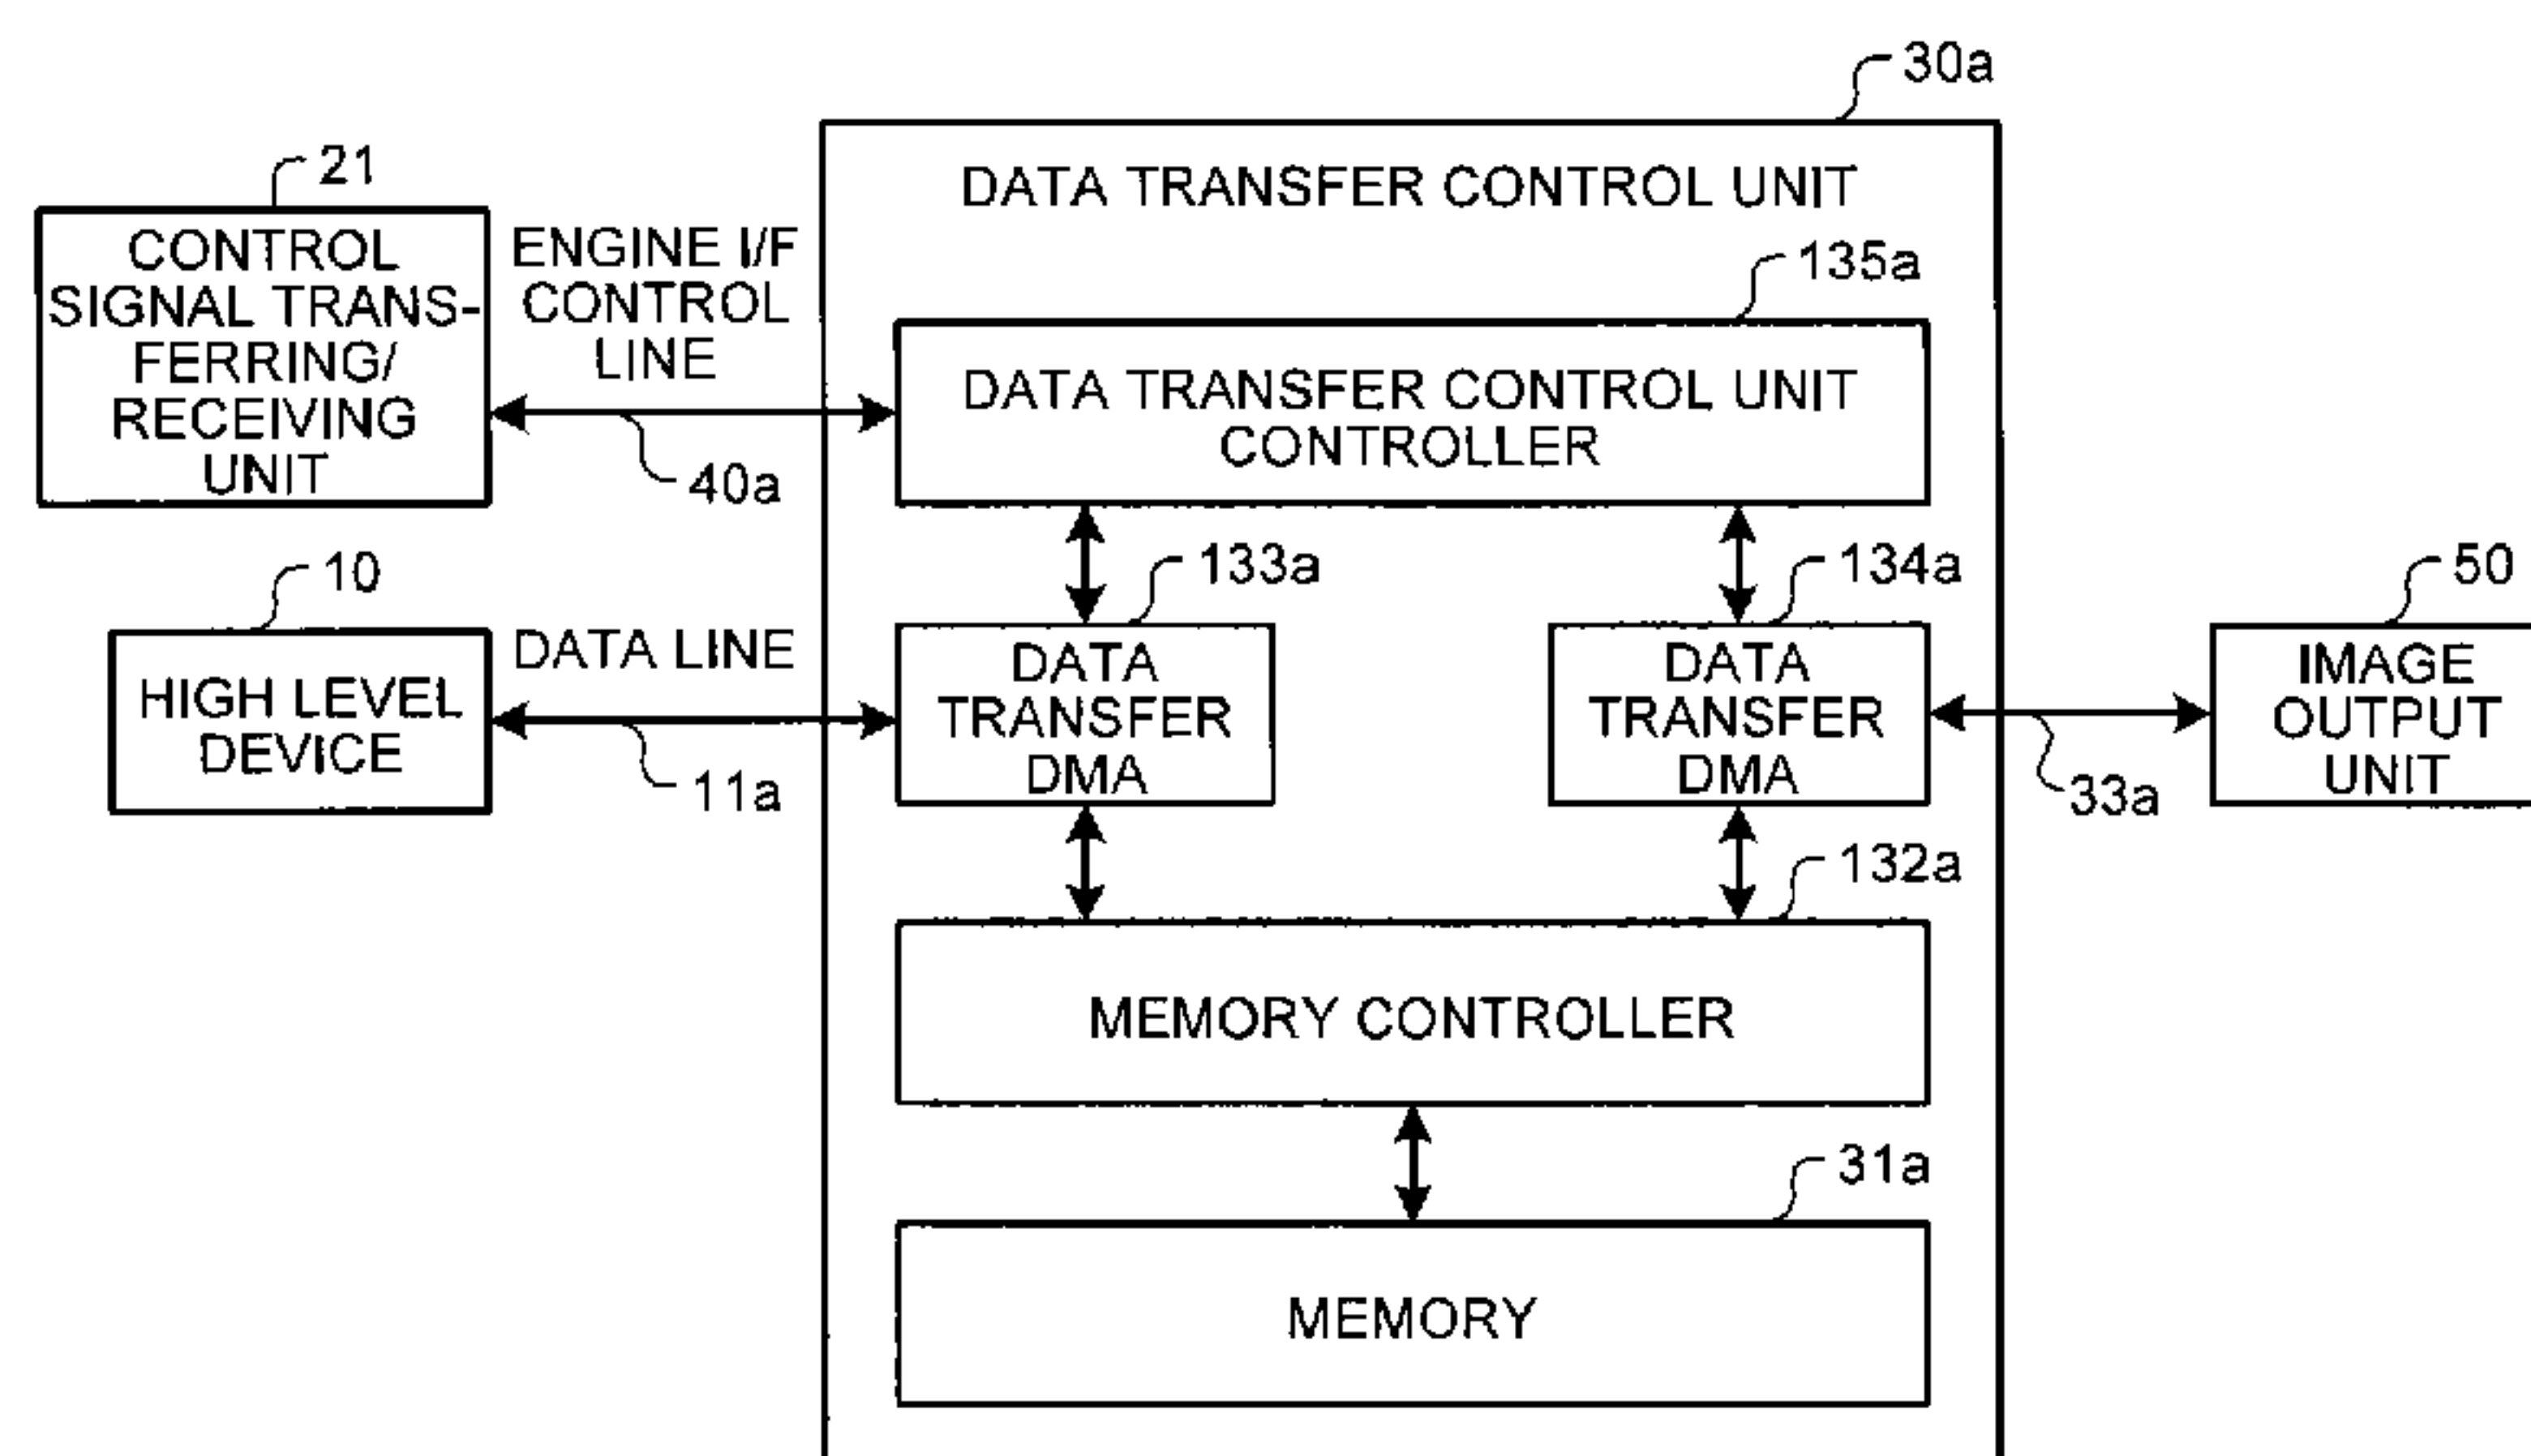 30a
DATA TRANSFER CONTROL UNIT
21
CONTROL
SIGNAL TRANS-
FERRING/
RECEIVING
UNIT
ENGINE I/F
CONTROL
LINE
40a
135a
DATA TRANSFER CONTROL UNIT
CONTROLLER
10
HIGH LEVEL
DEVICE
DATA LINE
11a
133a
DATA
TRANSFER
DMA
134a
DATA
TRANSFER
DMA
33a
50
IMAGE
OUTPUT
UNIT
132a
MEMORY CONTROLLER
31a
MEMORY